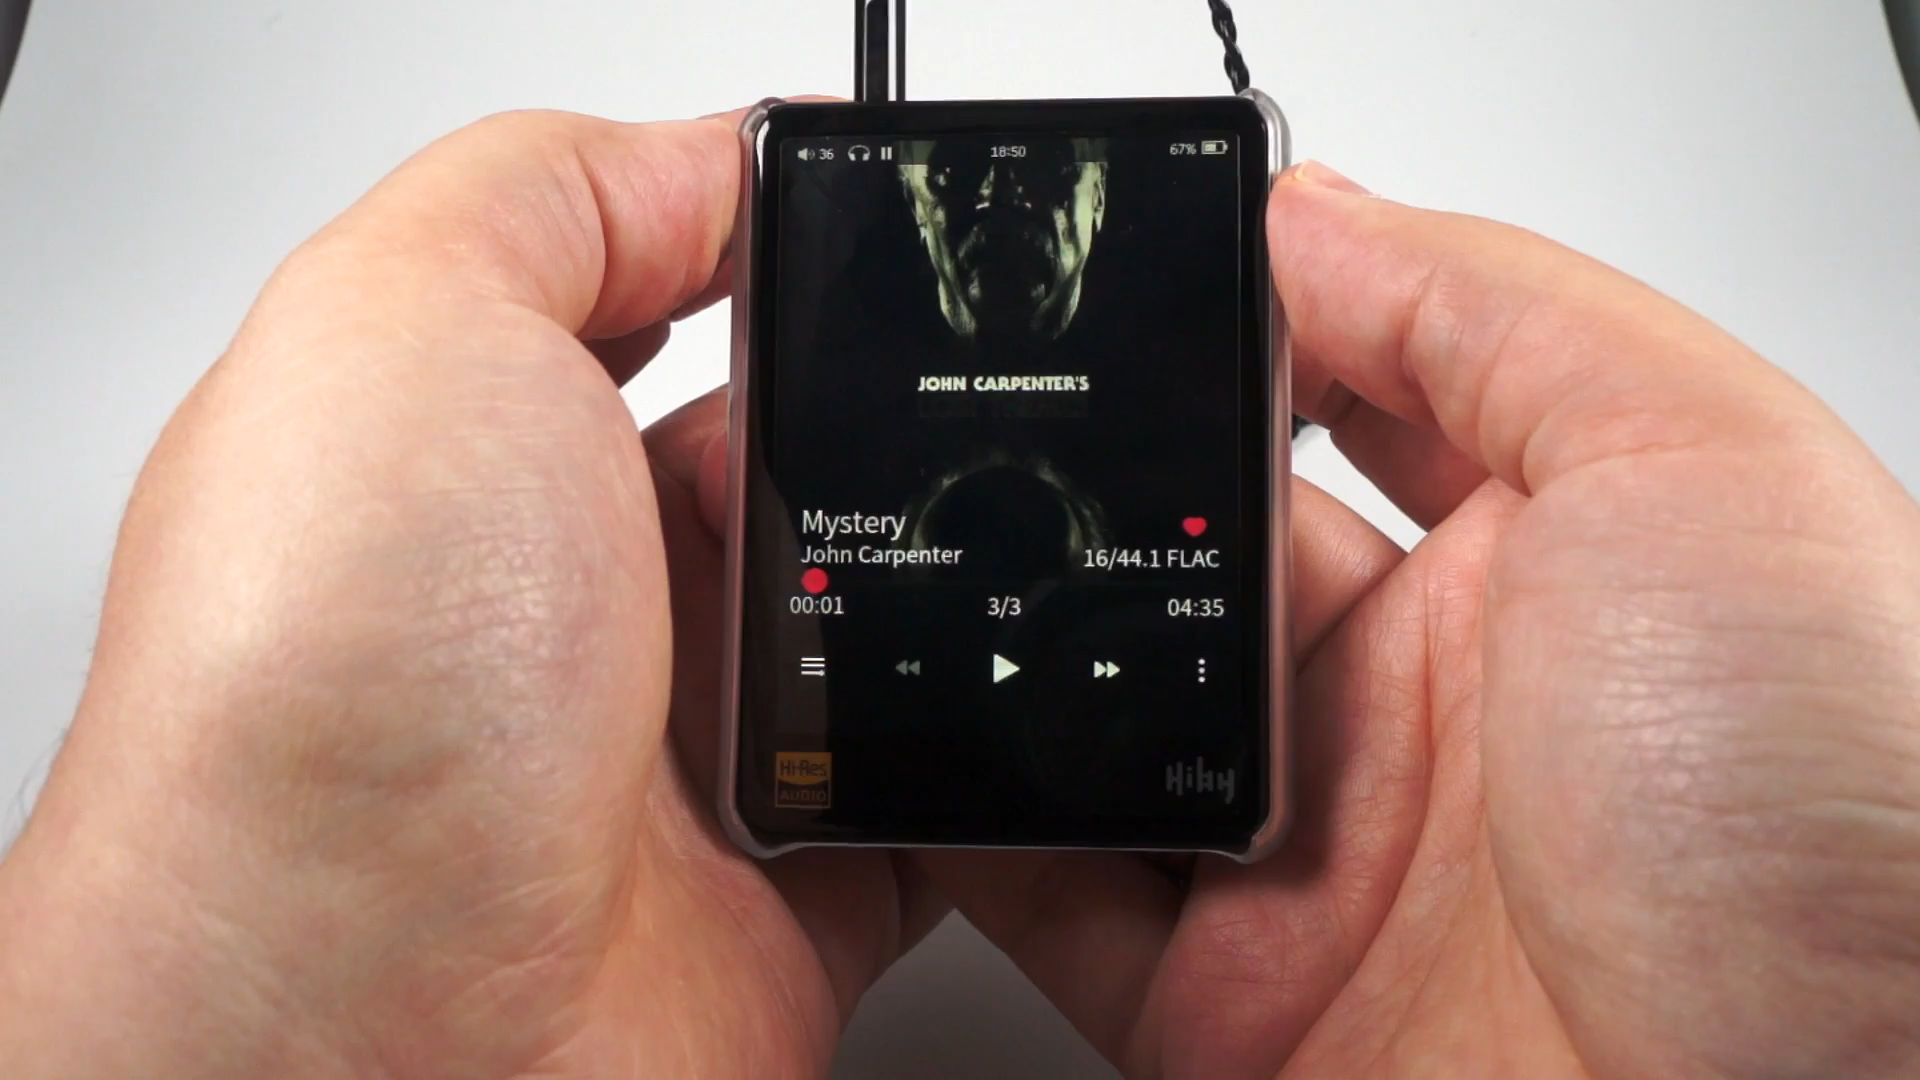 36
18:50
67%
JOHN CARPENTER'S
Mystery
John Carpenter
16/44.1 FLAC
00:01
3/3
04:35
Hi-Res
AUDIO
HiBy